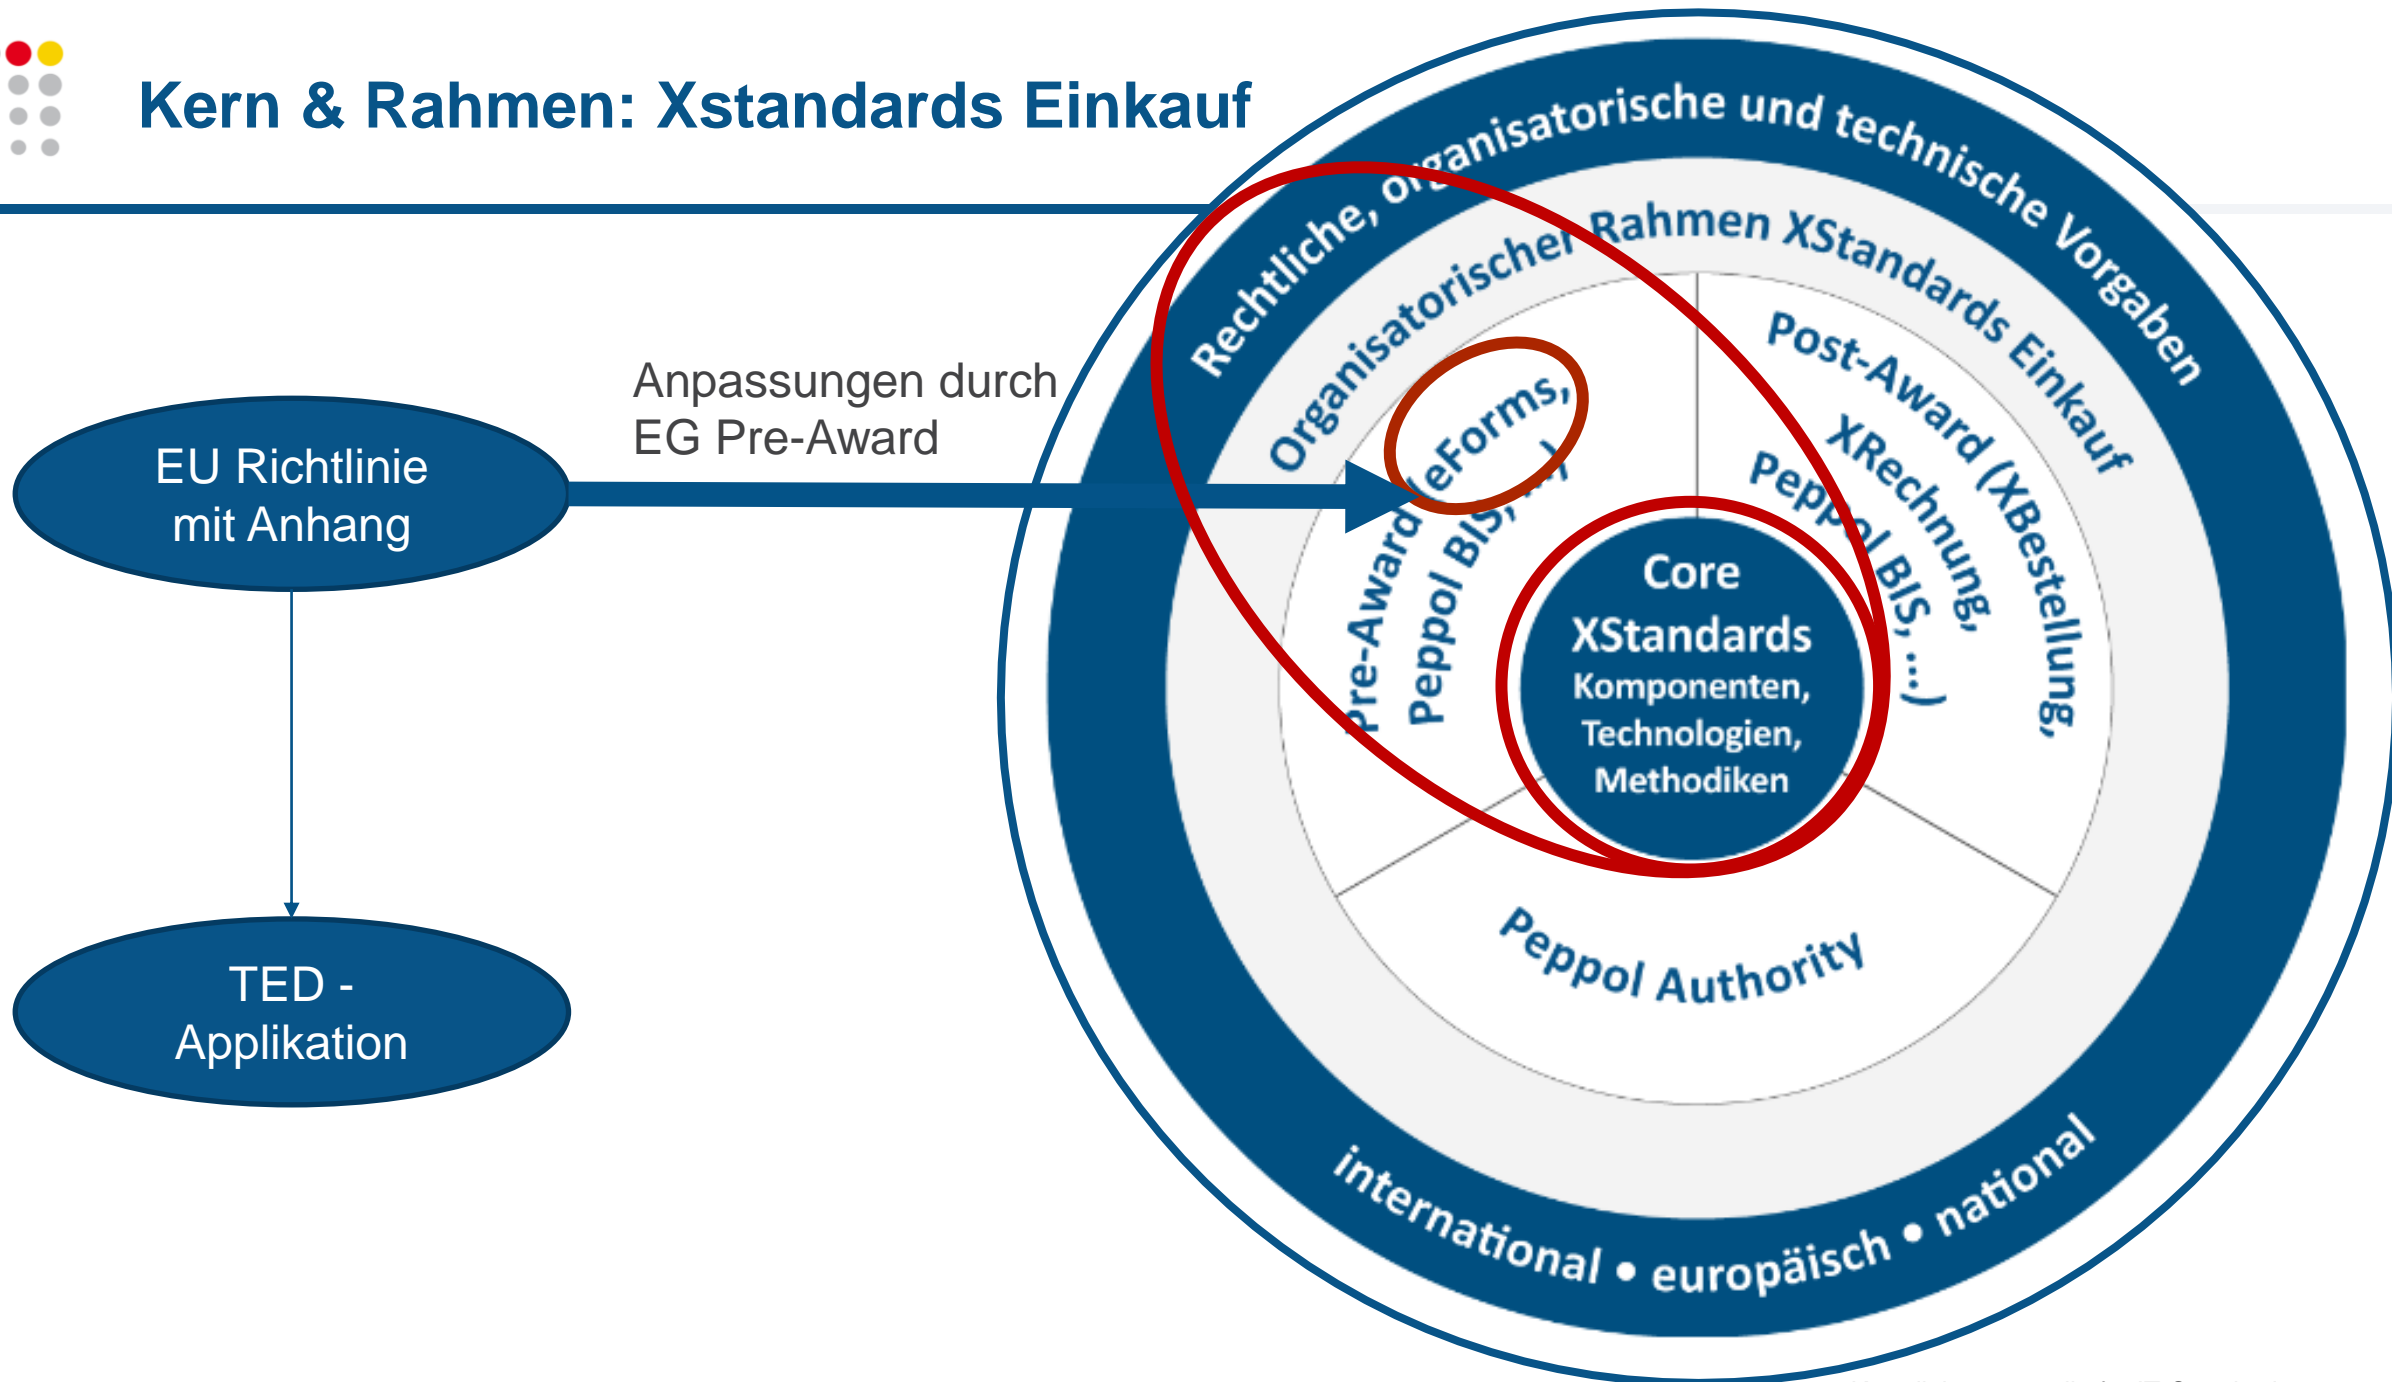 Kern & Rahmen: Xstandards Einkauf
Rechtliche, organisatorische und technische Vorgaben
Organisatorischer Rahmen XStandards Einkauf
Anpassungen durch
EG Pre-Award
EU Richtlinie
mit Anhang
TED -
Applikation
Pre-Award (eForms,
Peppol BIS, ...)
Post-Award (XBestellung,
XRechnung,
Peppol BIS, ...)
Core
XStandards
Komponenten,
Technologien,
Methodiken
Peppol Authority
international • europäisch • national